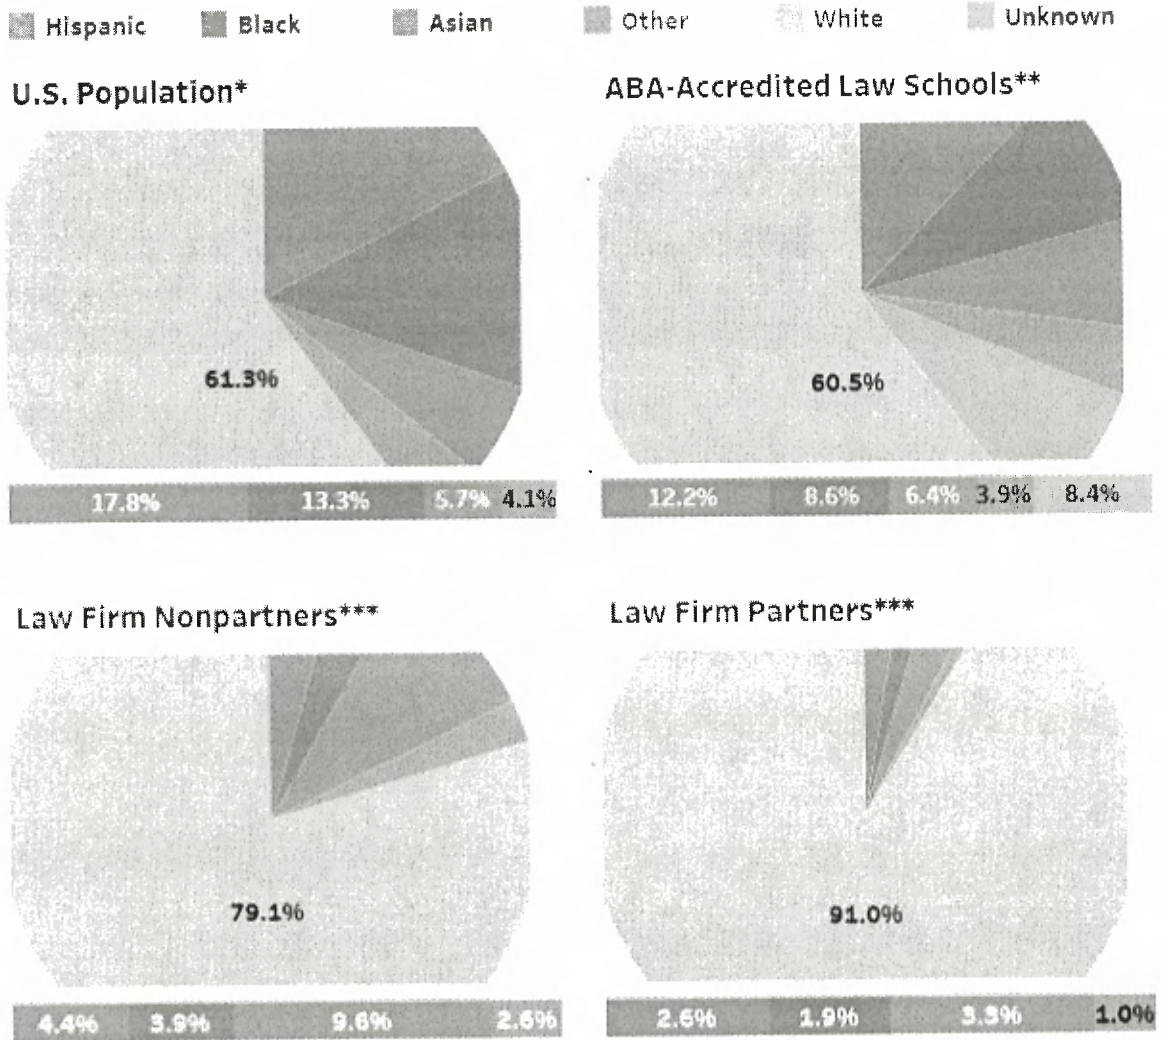 Hispanic Black Asian Other White Unknown
U.S. Population*
61.3%
17.8% 13.3% 5.7% 4.1%
ABA-Accredited Law Schools**
60.5%
12.2% 8.6% 6.4% 3.9% 8.4%
Law Firm Nonpartners***
79.1%
4.4% 3.9% 9.6% 2.6%
Law Firm Partners***
91.0%
2.6% 1.9% 3.3% 1.0%